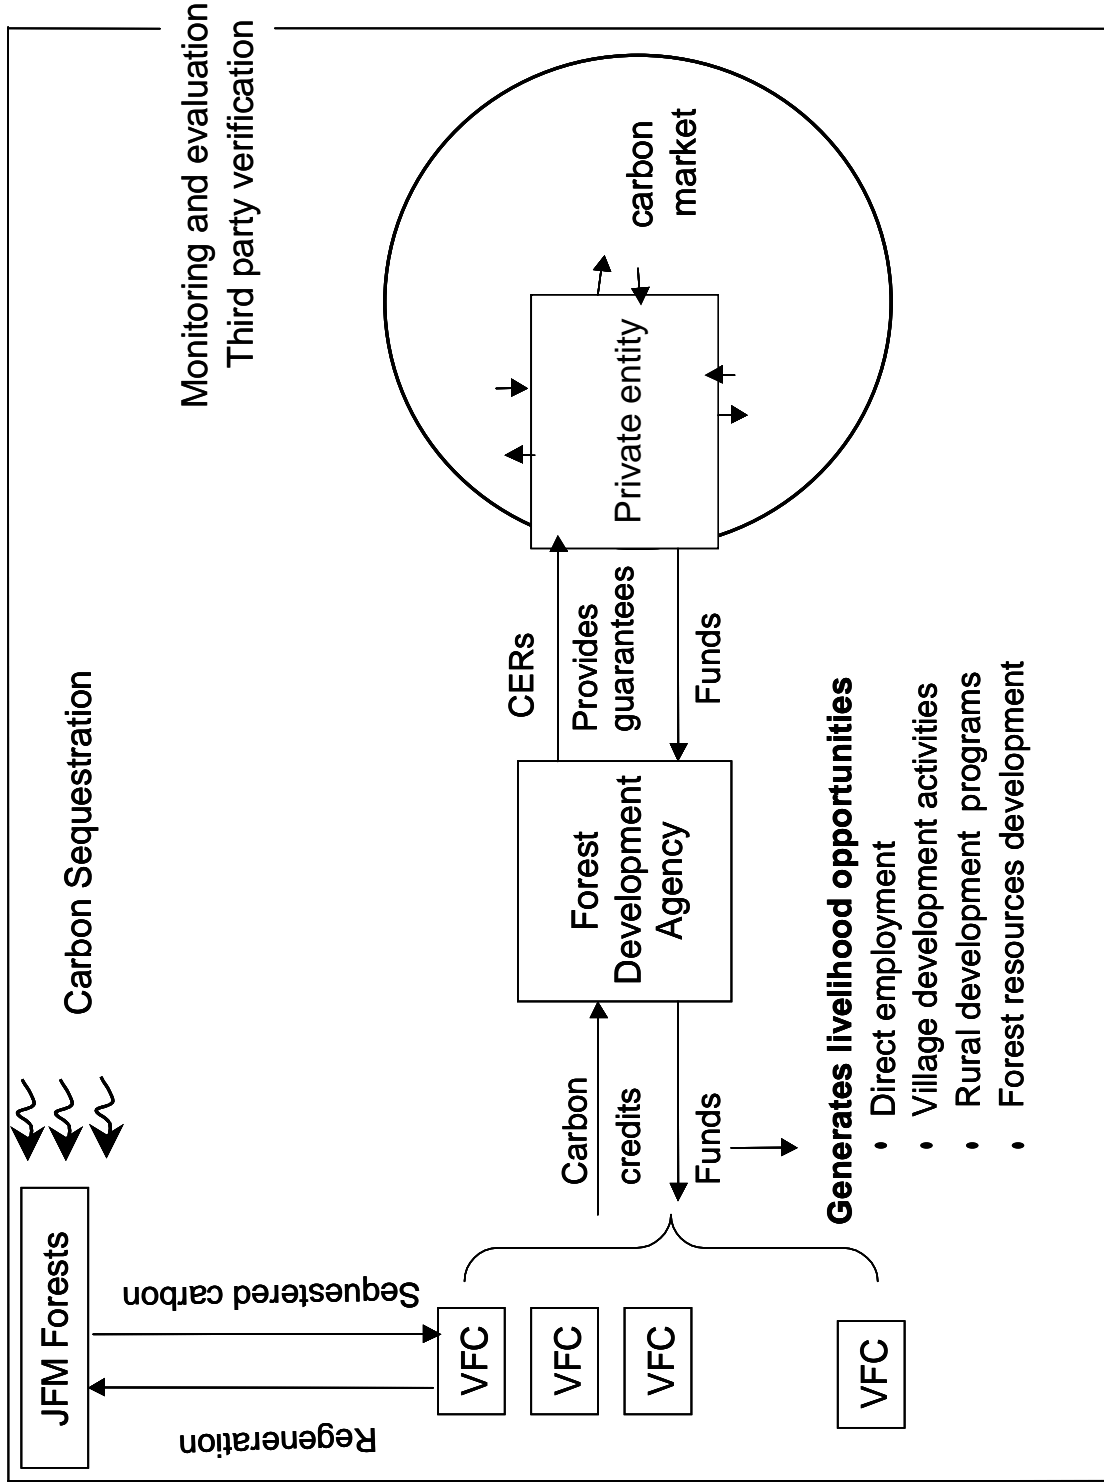 JFM Forests
Carbon Sequestration
Monitoring and evaluation
Third party verification
Regeneration
Sequestered carbon
VFC
VFC
VFC
VFC
Carbon
credits
Funds
Forest
Development
Agency
CERs
Provides
guarantees
Funds
Private entity
carbon
market
Generates livelihood opportunities
• Direct employment
• Village development activities
• Rural development programs
• Forest resources development